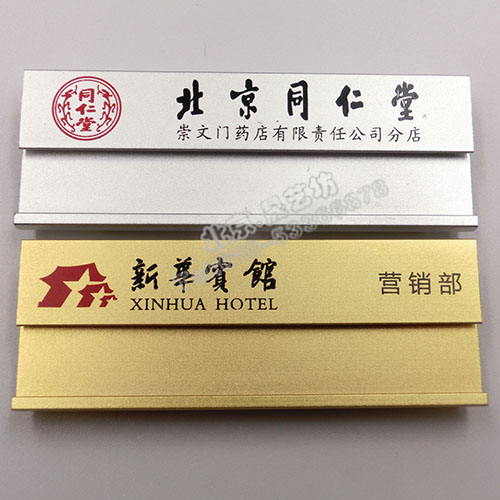 同仁堂
北京同仁堂
崇文门药店有限责任公司分店
新華賓館
XINHUA HOTEL
营销部